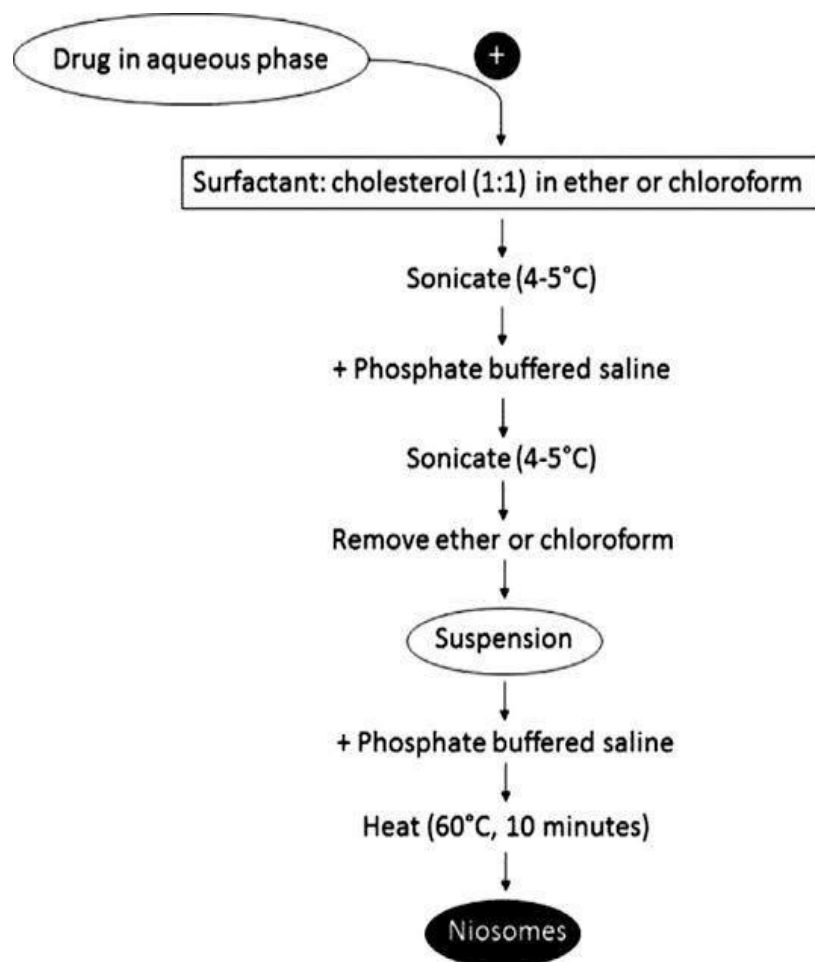 Drug in aqueous phase
+
Surfactant: cholesterol (1:1) in ether or chloroform
Sonicate (4-5°C)
+ Phosphate buffered saline
Sonicate (4-5°C)
Remove ether or chloroform
Suspension
+ Phosphate buffered saline
Heat (60°C, 10 minutes)
Niosomes